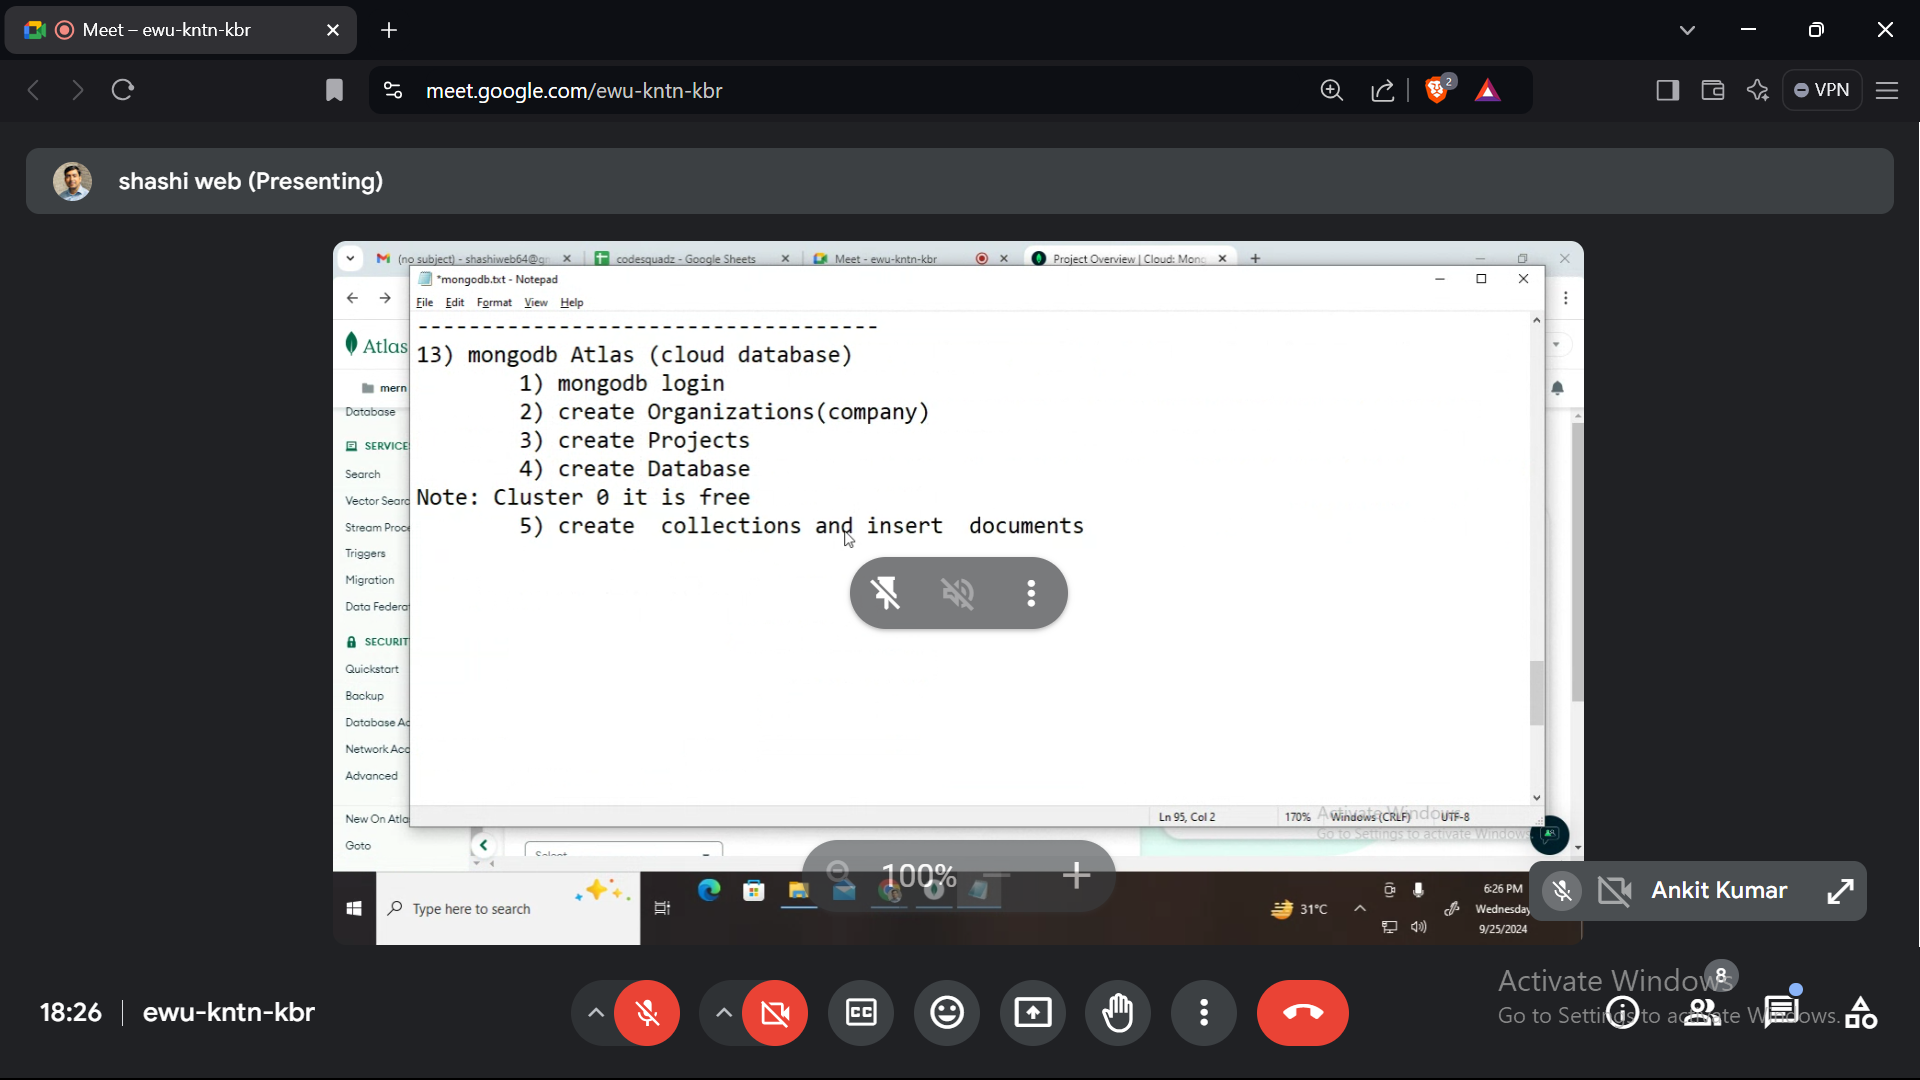 Meet – ewu-kntn-kbr
meet.google.com/ewu-kntn-kbr
2
VPN
shashi web (Presenting)
(no subject) - shashiweb64@gn
codesquadz - Google Sheets
Meet - ewu-kntn-kbr
Project Overview | Cloud: Mong
*mongodb.txt - Notepad
File Edit Format View Help
------------------------------------
Atlas
mern
Database
SERVICE
Search
Vector Searc
Stream Proce
Triggers
Migration
Data Federa
SECURIT
Quickstart
Backup
Database Ac
Network Acc
Advanced
New On Atla
Goto
13) mongodb Atlas (cloud database)
1) mongodb login
2) create Organizations(company)
3) create Projects
4) create Database
Note: Cluster 0 it is free
5) create collections and insert documents
Ln 95, Col 2
170%
Windows (CRLF)
UTF-8
Activate Windows
Go to Settings to activate Windows.
Select
100%
Type here to search
31°C
6:26 PM
Wednesday
9/25/2024
Ankit Kumar
18:26
ewu-kntn-kbr
Activate Windows
Go to Settings to activate Windows.
8